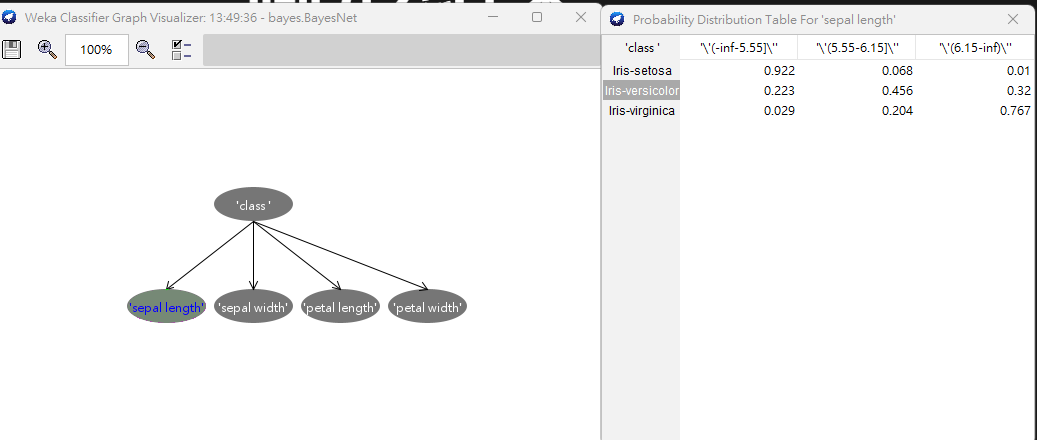 Weka Classifier Graph Visualizer: 13:49:36 - bayes.BayesNet
100%
'class '
'sepal length' 'sepal width' 'petal length' 'petal width'
Probability Distribution Table For 'sepal length'
'class ' '\'(-inf-5.55]\'' '\'(5.55-6.15]\'' '\'(6.15-inf)\''
Iris-setosa 0.922 0.068 0.01
Iris-versicolor 0.223 0.456 0.32
Iris-virginica 0.029 0.204 0.767